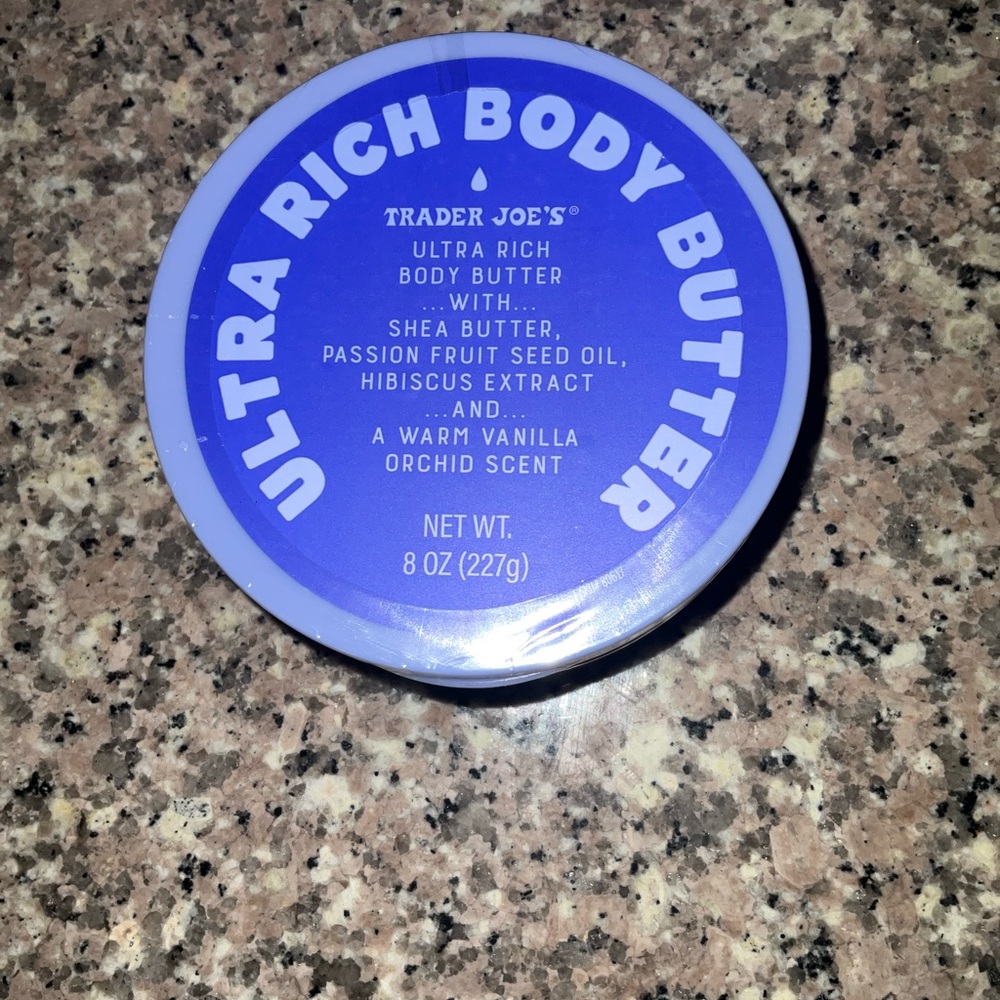 ULTRA RICH BODY BUTTER
TRADER JOE'S®
ULTRA RICH
BODY BUTTER
...WITH...
SHEA BUTTER,
PASSION FRUIT SEED OIL,
HIBISCUS EXTRACT
...AND...
A WARM VANILLA
ORCHID SCENT
NET WT.
8 OZ (227g)